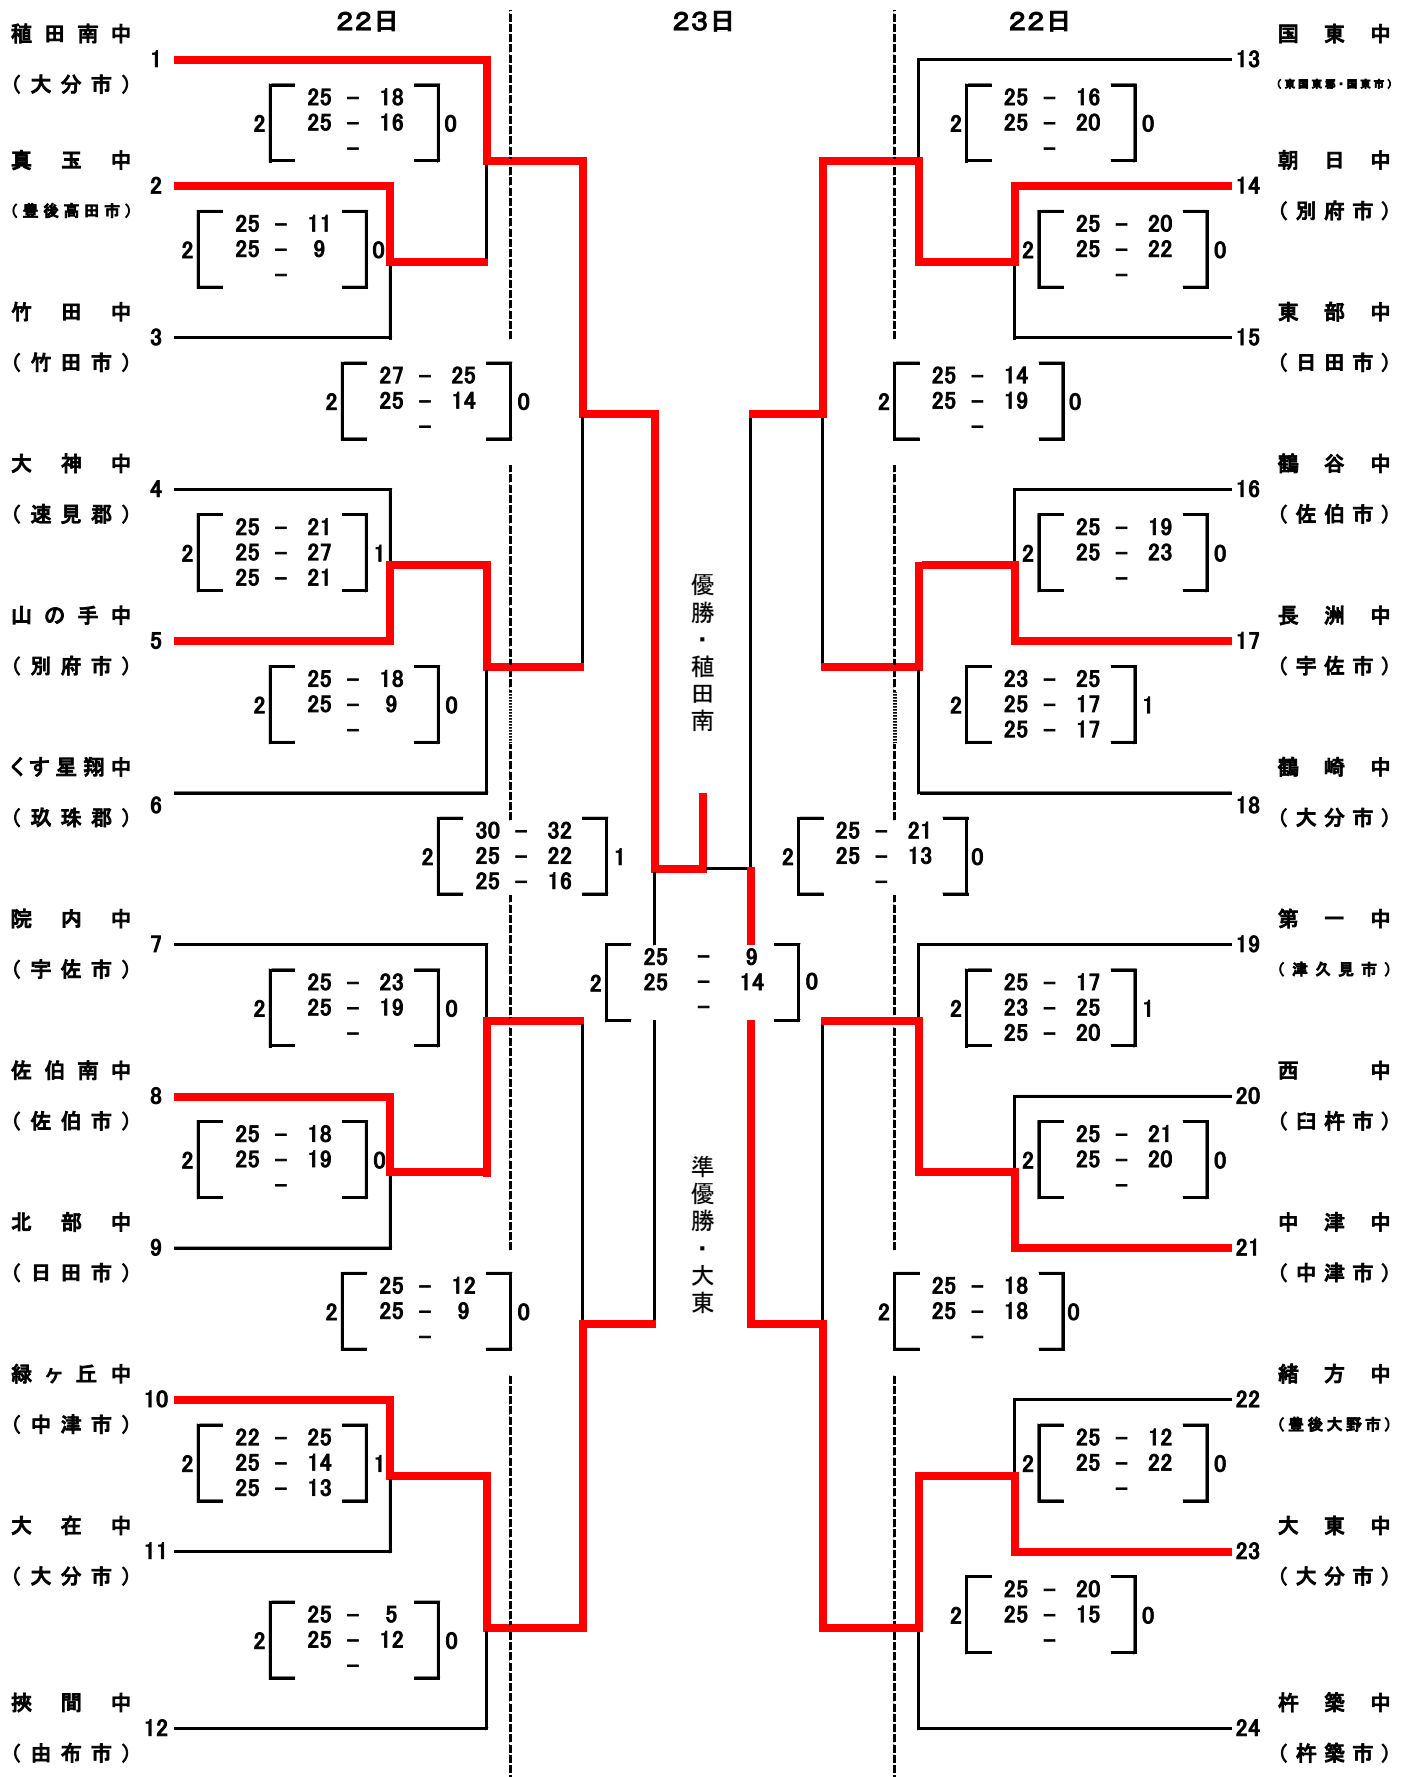 22日
23日
22日
稙田南中
1
(大分市)
25 - 18
2
25 - 16
0
-
真玉中
2
(豊後高田市)
25 - 11
2
25 - 9
0
-
竹田中
3
(竹田市)
27 - 25
2
25 - 14
0
-
大神中
4
(速見郡)
25 - 21
2
25 - 27
1
25 - 21
山の手中
5
(別府市)
25 - 18
2
25 - 9
0
-
くす星翔中
6
(玖珠郡)
30 - 32
2
25 - 22
1
25 - 16
院内中
7
(宇佐市)
25 - 23
2
25 - 19
0
-
佐伯南中
8
(佐伯市)
25 - 18
2
25 - 19
0
-
北部中
9
(日田市)
25 - 12
2
25 - 9
0
-
緑ヶ丘中
10
(中津市)
22 - 25
2
25 - 14
1
25 - 13
大在中
11
(大分市)
25 - 5
2
25 - 12
0
-
挾間中
12
(由布市)
優勝・稙田南
25 - 9
2
25 - 14
0
-
準優勝・大東
国東中
13
(東国東郡・国東市)
25 - 16
2
25 - 20
0
-
朝日中
14
(別府市)
25 - 20
2
25 - 22
0
-
東部中
15
(日田市)
25 - 14
2
25 - 19
0
-
鶴谷中
16
(佐伯市)
25 - 19
2
25 - 23
0
-
長洲中
17
(宇佐市)
23 - 25
2
25 - 17
1
25 - 17
鶴崎中
18
(大分市)
25 - 21
2
25 - 13
0
-
第一中
19
(津久見市)
25 - 17
2
23 - 25
1
25 - 20
西中
20
(臼杵市)
25 - 21
2
25 - 20
0
-
中津中
21
(中津市)
25 - 18
2
25 - 18
0
-
緒方中
22
(豊後大野市)
25 - 12
2
25 - 22
0
-
大東中
23
(大分市)
25 - 20
2
25 - 15
0
-
杵築中
24
(杵築市)